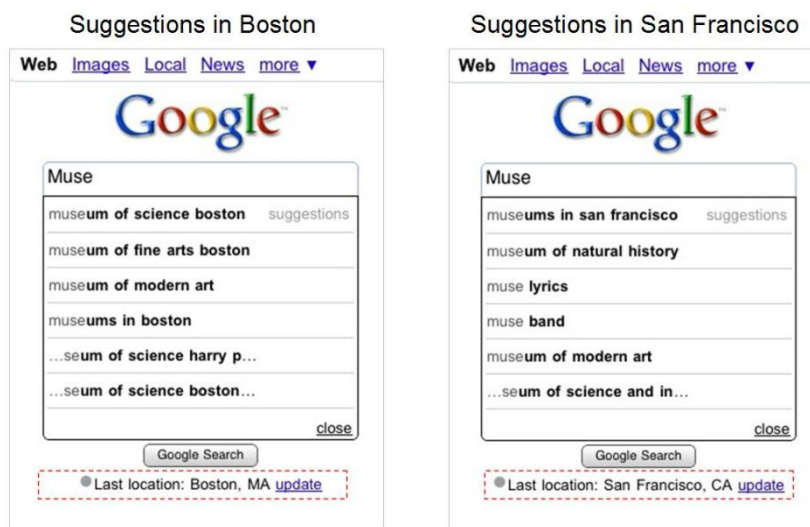 Suggestions in Boston
Web Images Local News more ▼
Google™
Muse
museum of science boston suggestions
museum of fine arts boston
museum of modern art
museums in boston
...seum of science harry p...
...seum of science boston...
close
Google Search
Last location: Boston, MA update
Suggestions in San Francisco
Web Images Local News more ▼
Google™
Muse
museums in san francisco suggestions
museum of natural history
muse lyrics
muse band
museum of modern art
...seum of science and in...
close
Google Search
Last location: San Francisco, CA update